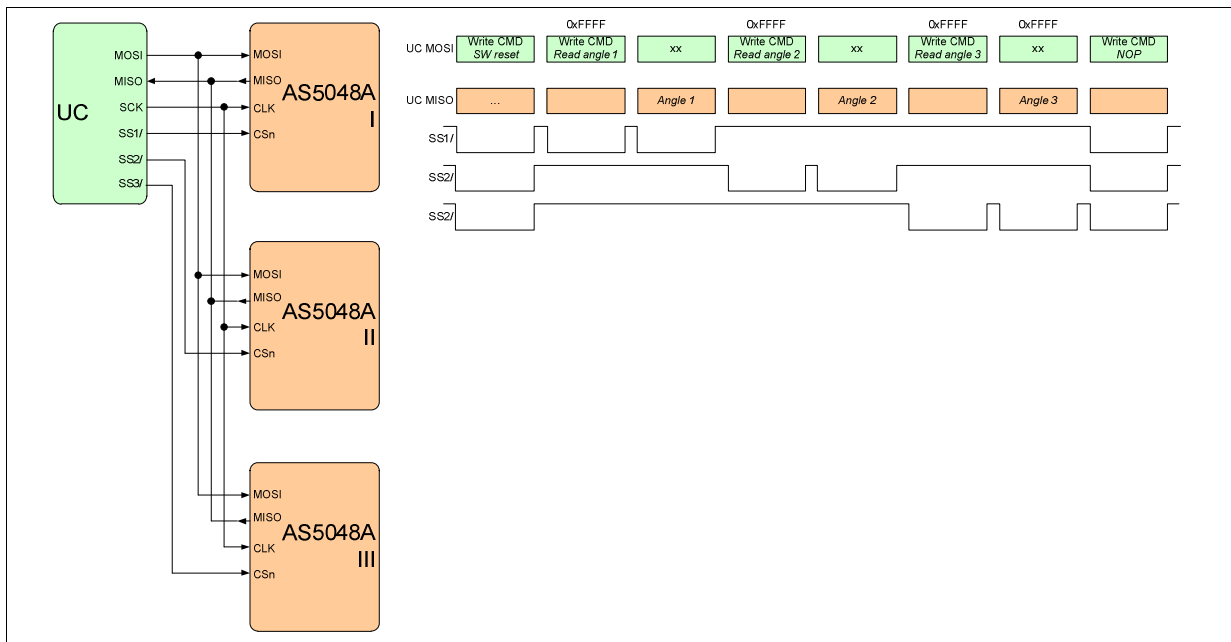 UC
MOSI
MISO
SCK
SS1/
SS2/
SS3/
MOSI
MISO
CLK
CSn
AS5048A
I
MOSI
MISO
CLK
CSn
AS5048A
II
MOSI
MISO
CLK
CSn
AS5048A
III
0xFFFF 0xFFFF 0xFFFF 0xFFFF
UC MOSI
Write CMD
SW reset
Write CMD
Read angle 1
xx
Write CMD
Read angle 2
xx
Write CMD
Read angle 3
xx
Write CMD
NOP
UC MISO
...
Angle 1
Angle 2
Angle 3
SS1/
SS2/
SS2/